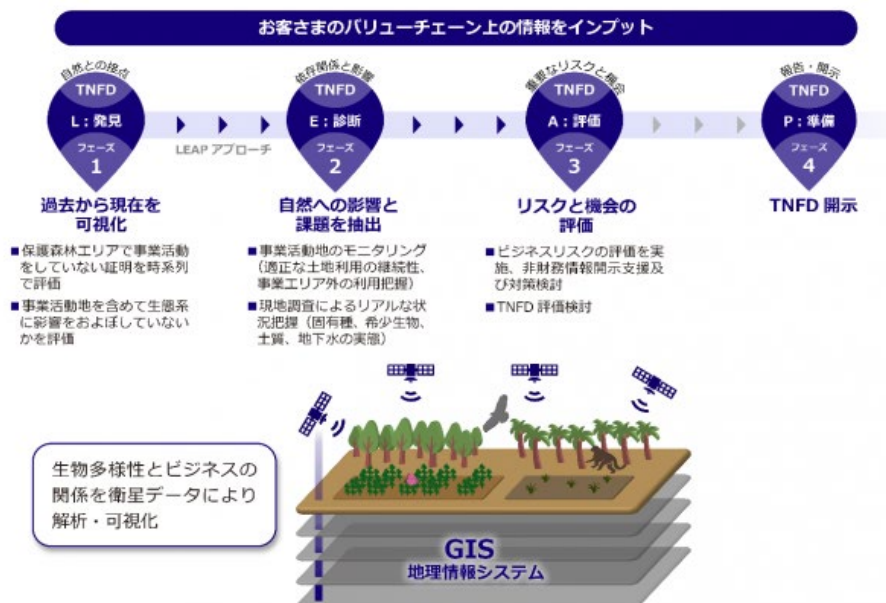 お客さまのバリューチェーン上の情報をインプット
自然との接点
TNFD
L：発見
フェーズ
1
過去から現在を
可視化
■保護森林エリアで事業活動
をしていない証明を時系列
で評価
■事業活動地を含めて生態系
に影響をおよぼしていない
かを評価
LEAP アプローチ
依存関係と影響
TNFD
E：診断
フェーズ
2
自然への影響と
課題を抽出
■事業活動地のモニタリング
（適正な土地利用の継続性、
事業エリア外の利用把握）
■現地調査によるリアルな状
況把握（固有種、希少生物、
土質、地下水の実態）
重要なリスクと機会
TNFD
A：評価
フェーズ
3
リスクと機会の
評価
■ビジネスリスクの評価を実
施、非財務情報開示支援及
び対策検討
■TNFD 評価検討
報告・開示
TNFD
P：準備
フェーズ
4
TNFD 開示
生物多様性とビジネスの
関係を衛星データにより
解析・可視化
GIS
地理情報システム